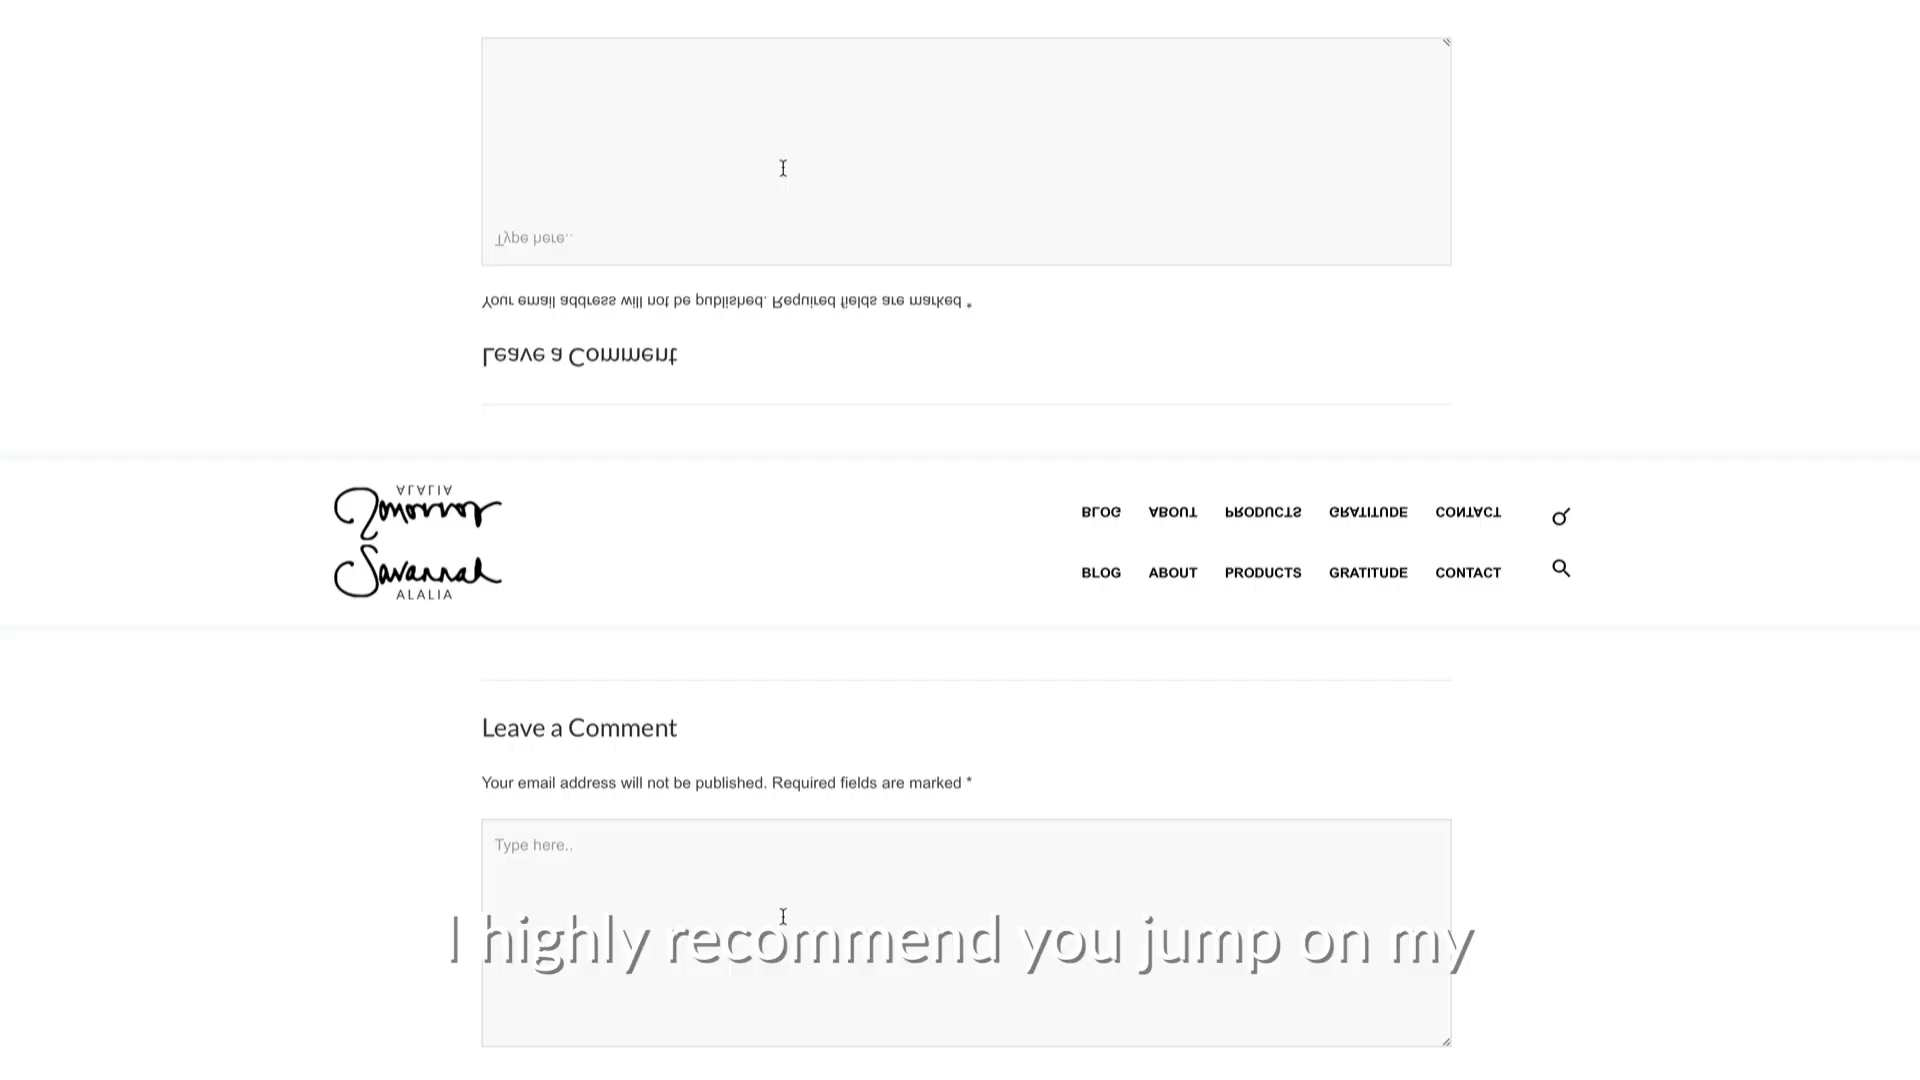 Type here..
Your email address will not be published. Required fields are marked *
Leave a Comment
ALALIA
Savannah
BLOG ABOUT PRODUCTS GRATITUDE CONTACT
Savannah
ALALIA
BLOG ABOUT PRODUCTS GRATITUDE CONTACT
Leave a Comment
Your email address will not be published. Required fields are marked *
Type here..
I highly recommend you jump on my